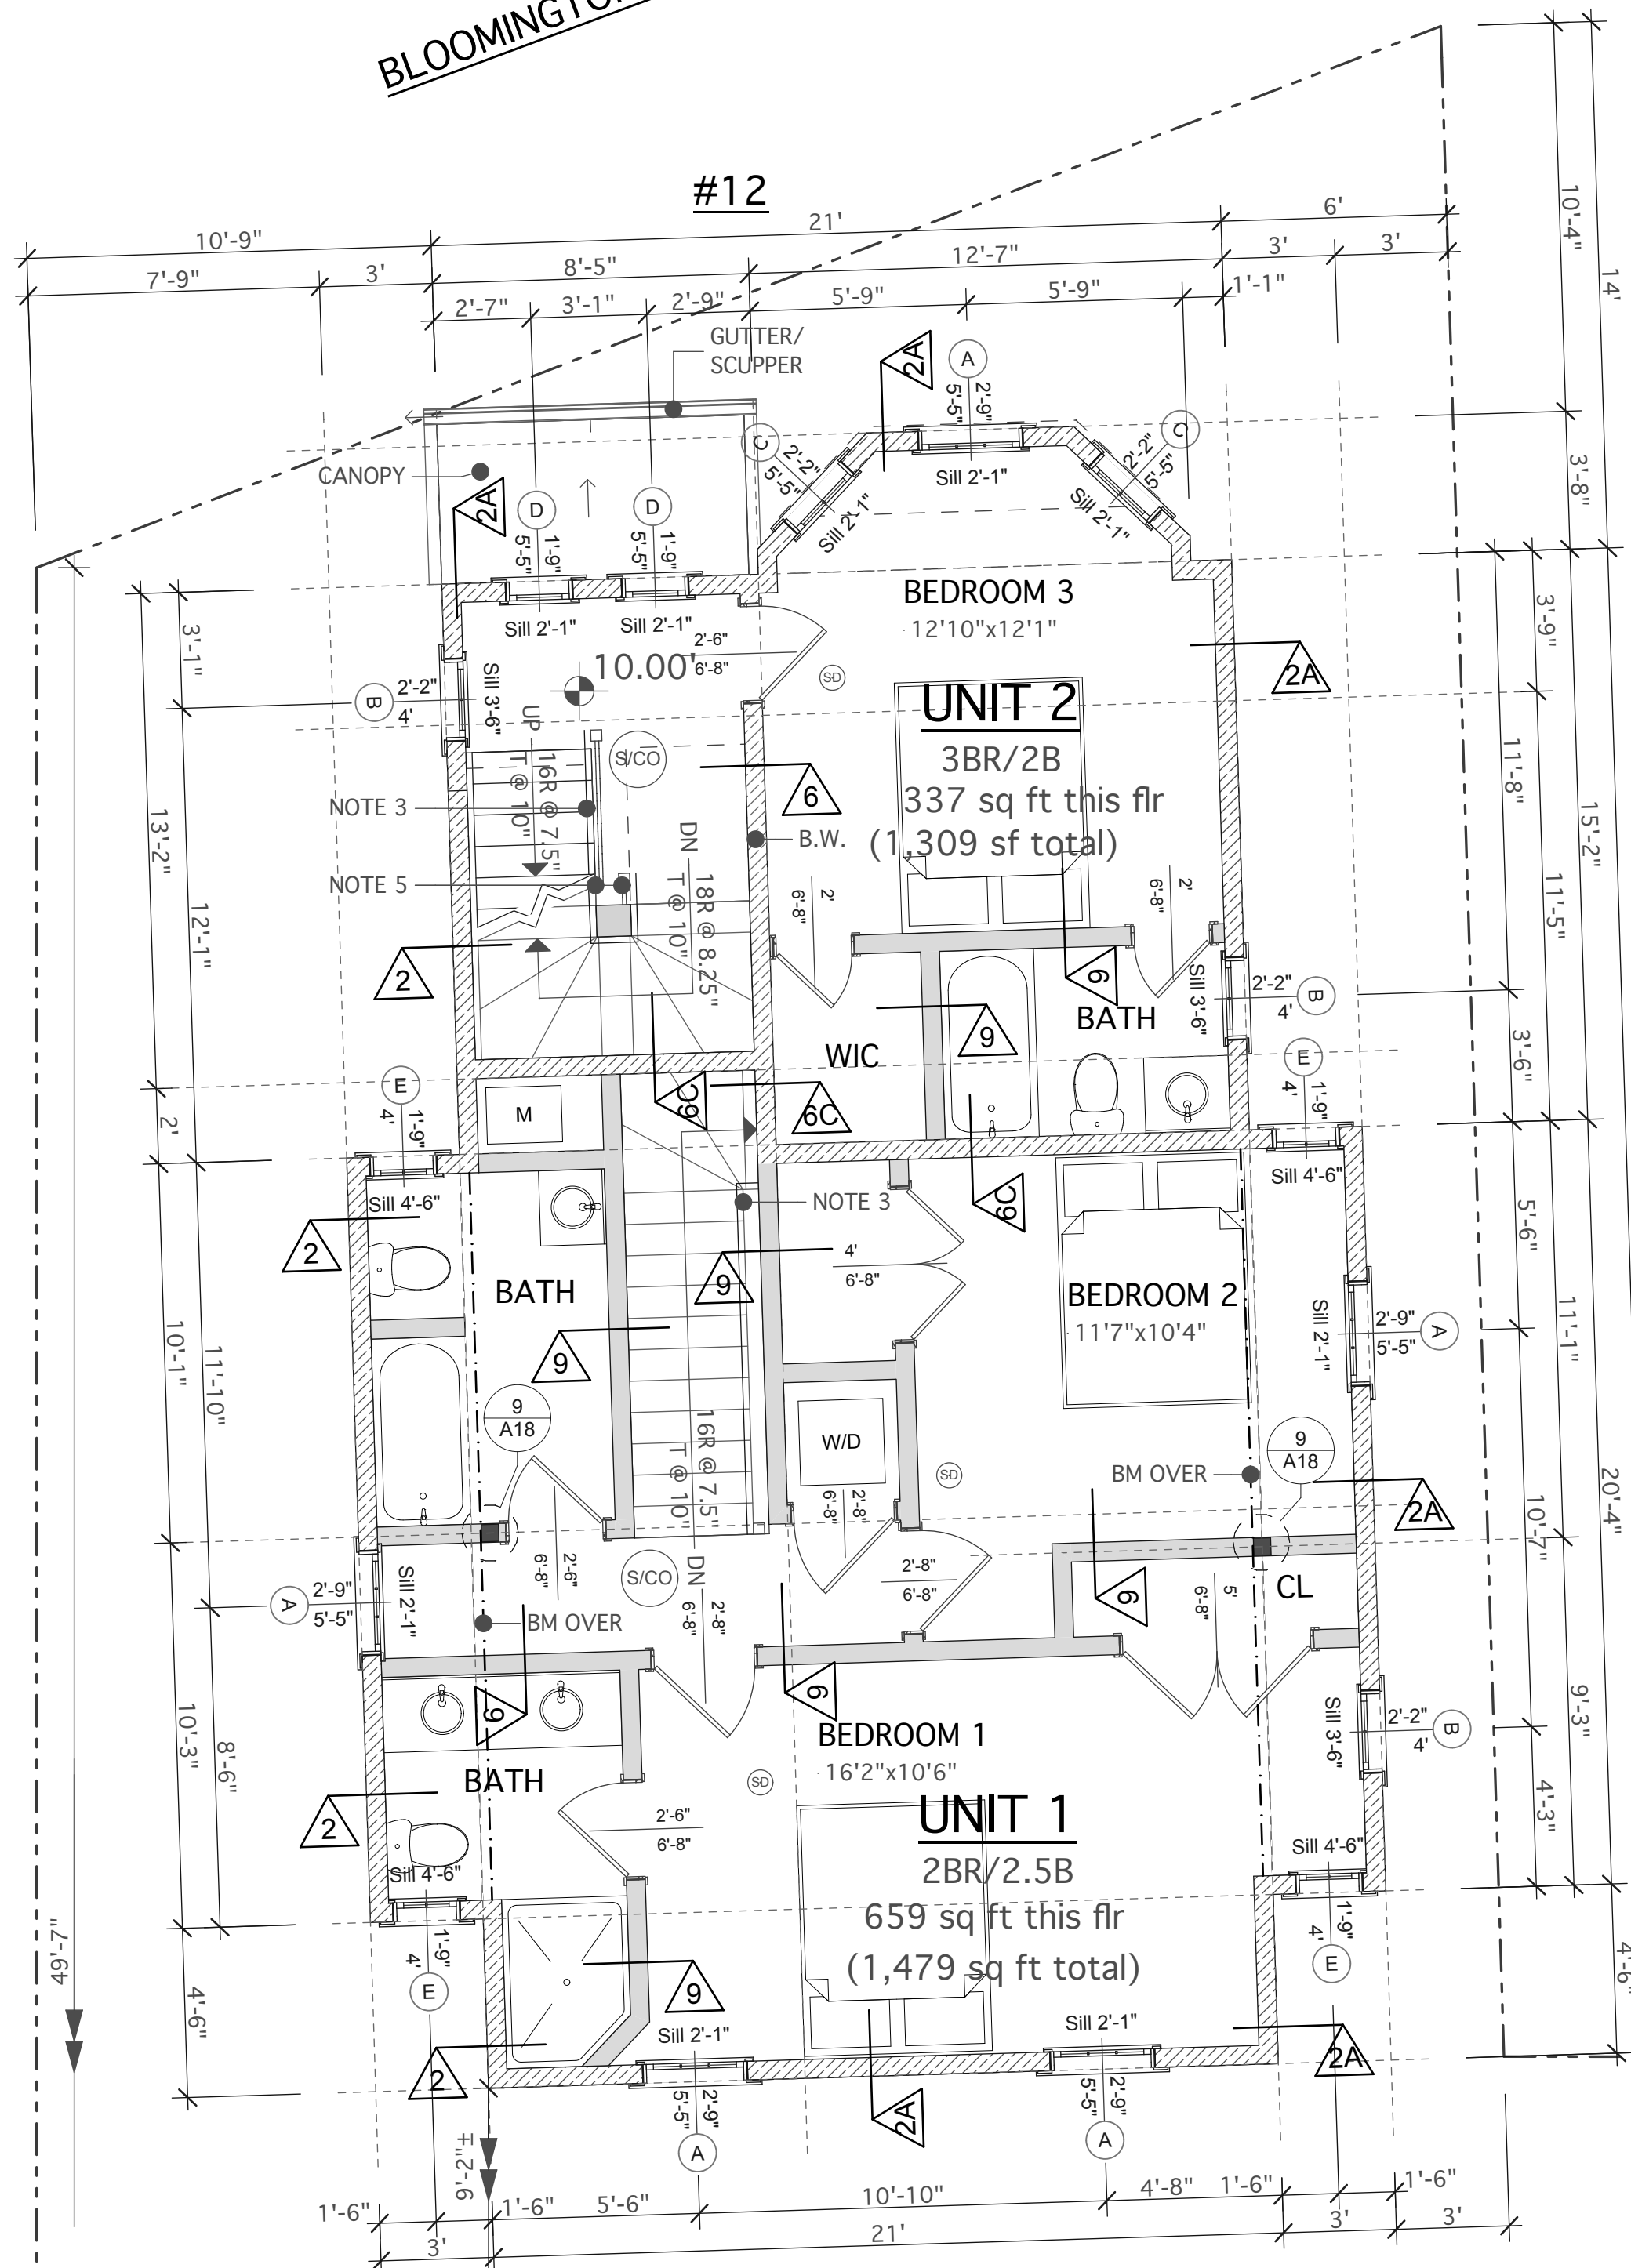 BLOOMINGTON
#12
10'-9"
21'
6'
7'-9"
3'
8'-5"
12'-7"
3'
3'
2'-7"
3'-1"
2'-9"
5'-9"
5'-9"
1'-1"
10'-4"
14'
3'-8"
GUTTER/
SCUPPER
CANOPY
2A
2A
A
2'-9"
5'-5"
Sill 2'-1"
C
2'-2"
5'-5"
Sill 2'-1"
C
2'-2"
5'-5"
Sill 2'-1"
D
1'-9"
5'-5"
Sill 2'-1"
D
1'-9"
5'-5"
Sill 2'-1"
BEDROOM 3
12'10"x12'1"
2'-6"
6'-8"
10.00'
SD
2A
B
2'-2"
4'
Sill 3'-6"
UNIT 2
3BR/2B
337 sq ft this flr
(1,309 sf total)
UP
16R @ 7.5"
T @ 10"
S/CO
6
NOTE 3
B.W.
NOTE 5
DN
18R @ 8.25"
T @ 10"
2
2'
6'-8"
2'
6'-8"
6
9
WIC
BATH
Sill 3'-6"
2'-2"
4'
B
3'-1"
13'-2"
12'-1"
2'
3'-9"
11'-8"
11'-5"
15'-2"
3'-6"
E
1'-9"
4'
Sill 4'-6"
M
6C
6C
6C
E
1'-9"
4'
Sill 4'-6"
2
NOTE 3
4'
6'-8"
9
9
BATH
BEDROOM 2
11'7"x10'4"
Sill 2'-1"
2'-9"
5'-5"
A
10'-1"
11'-10"
5'-6"
11'-1"
20'-4"
9
A18
W/D
16R @ 7.5"
T @ 10"
DN
SD
BM OVER
9
A18
2A
2'-8"
6'-8"
2'-8"
6'-8"
2'-6"
6'-8"
S/CO
2'-8"
6'-8"
A
2'-9"
5'-5"
Sill 2'-1"
BM OVER
6
5'
6'-8"
CL
10'-7"
9'-3"
4'-3"
6
6
BEDROOM 1
16'2"x10'6"
SD
Sill 3'-6"
2'-2"
4'
B
10'-3"
8'-6"
BATH
2
2'-6"
6'-8"
UNIT 1
2BR/2.5B
659 sq ft this flr
(1,479 sq ft total)
Sill 4'-6"
1'-9"
4'
E
Sill 4'-6"
1'-9"
4'
E
9
49'-7"
4'-6"
4'-6"
Sill 2'-1"
Sill 2'-1"
2
2A
2A
2'-9"
5'-5"
A
2'-9"
5'-5"
A
9'-2"±
1'-6"
1'-6"
5'-6"
10'-10"
4'-8"
1'-6"
1'-6"
3'
21'
3'
3'